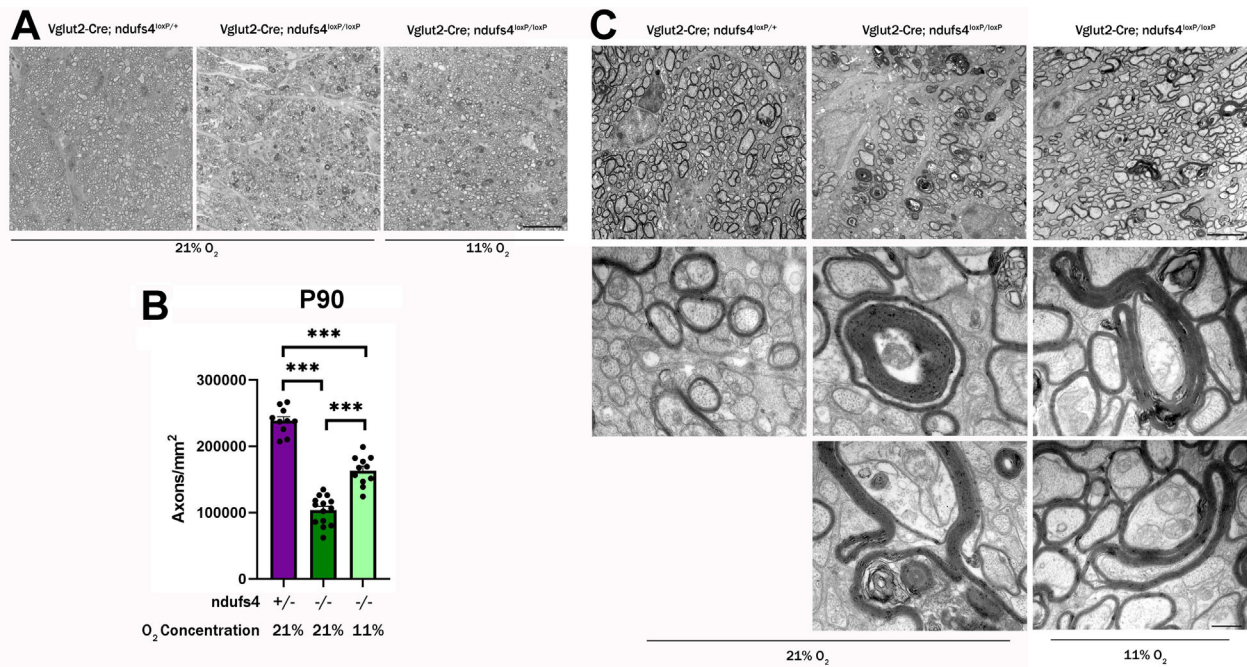 A
Vglut2-Cre; ndufs4loxP/+
Vglut2-Cre; ndufs4loxP/loxP
Vglut2-Cre; ndufs4loxP/loxP
21% O2
11% O2
B
P90
***
***
***
Axons/mm2
300000
200000
100000
0
ndufs4 +/- -/- -/-
O2 Concentration 21% 21% 11%
C
Vglut2-Cre; ndufs4loxP/+
Vglut2-Cre; ndufs4loxP/loxP
Vglut2-Cre; ndufs4loxP/loxP
21% O2
11% O2